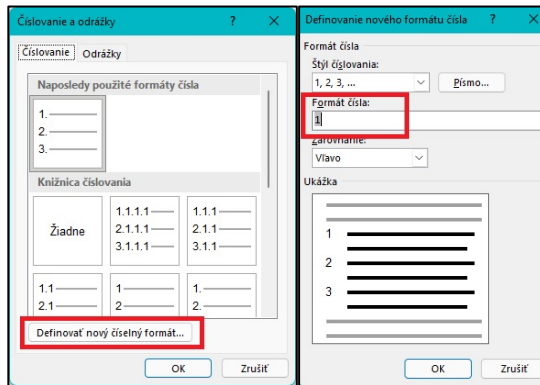 Číslovanie a odrážky ? ×
Číslovanie Odrážky
Naposledy použité formáty čísla
1.
2.
3.
Knižnica číslovania
Žiadne
1.1.1.1
2.1.1.1
3.1.1.1
1.1.1
2.1.1
3.1.1
1.1
2.1
1
2
1.
2.
Definovať nový číselný formát...
OK Zrušiť
Definovanie nového formátu čísla ? ×
Formát čísla
Štýl číslovania:
1, 2, 3, ... Písmo...
Formát čísla:
1
Zarovnanie:
Vľavo
Ukážka
1
2
3
OK Zrušiť